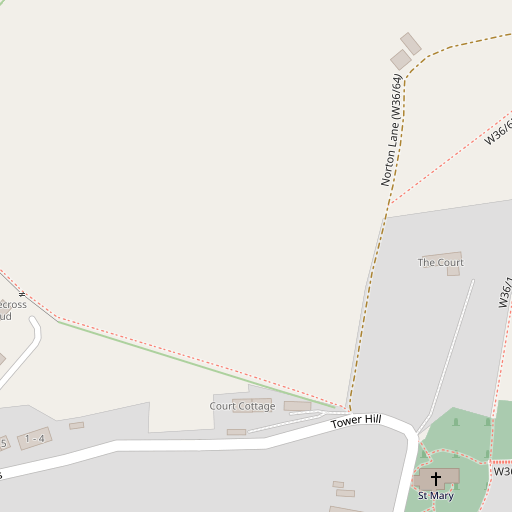 Norton Lane (W36/64)
W36/6
The Court
W36/1
ecross
ud
Court Cottage
Tower Hill
1 - 4
5
s
W36
St Mary